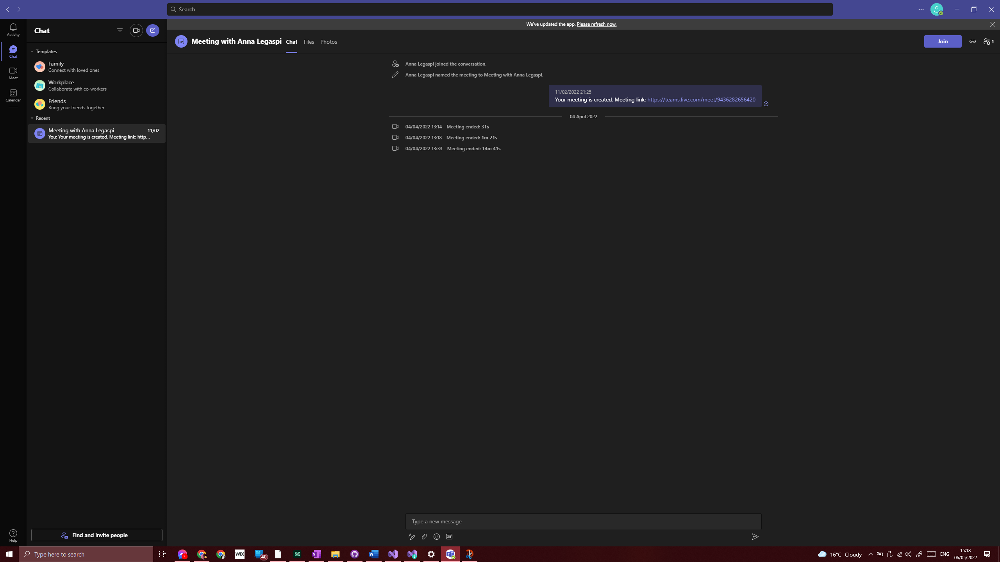 Search
We've updated the app. Please refresh now.
Activity
Chat
Meet
Calendar
Help
Chat
Templates
Family
Connect with loved ones
Workplace
Collaborate with co-workers
Friends
Bring your friends together
Recent
Meeting with Anna Legaspi 11/02
You: Your meeting is created. Meeting link: http...
Find and invite people
Meeting with Anna Legaspi Chat Files Photos
Join
1
Anna Legaspi joined the conversation.
Anna Legaspi named the meeting to Meeting with Anna Legaspi.
11/02/2022 21:25
Your meeting is created. Meeting link: https://teams.live.com/meet/9436282656420
04 April 2022
04/04/2022 13:14 Meeting ended: 31s
04/04/2022 13:18 Meeting ended: 1m 21s
04/04/2022 13:33 Meeting ended: 14m 41s
Type a new message
GIF
Type here to search
2
WIX
40
N
W
16°C Cloudy
ENG
15:18
06/05/2022